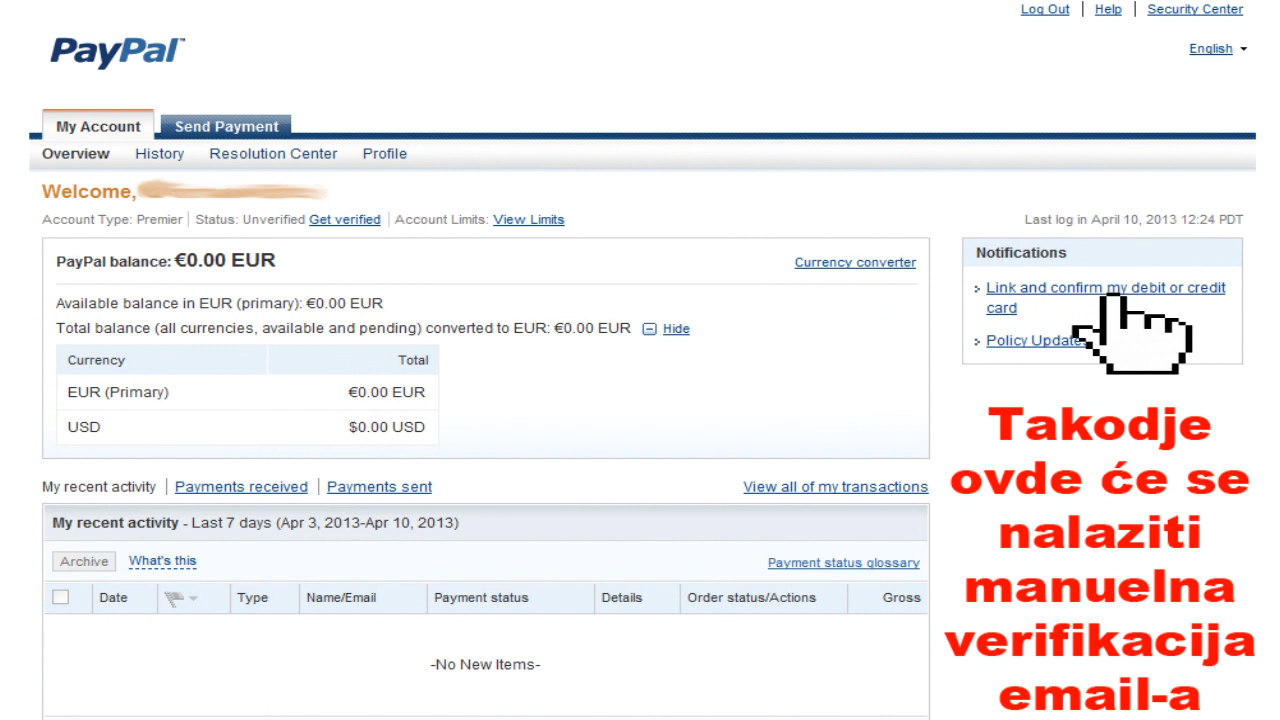 Log Out | Help | Security Center
PayPal™
English
My Account Send Payment
Overview History Resolution Center Profile
Welcome,
Account Type: Premier | Status: Unverified Get verified | Account Limits: View Limits
Last log in April 10, 2013 12:24 PDT
PayPal balance: €0.00 EUR
Currency converter
Available balance in EUR (primary): €0.00 EUR
Total balance (all currencies, available and pending) converted to EUR: €0.00 EUR Hide
Currency Total
EUR (Primary) €0.00 EUR
USD $0.00 USD
Notifications
Link and confirm my debit or credit
card
Policy Updates
My recent activity | Payments received | Payments sent
View all of my transactions
My recent activity - Last 7 days (Apr 3, 2013-Apr 10, 2013)
Archive What's this
Payment status glossary
Date Type Name/Email Payment status Details Order status/Actions Gross
-No New Items-
Takodje
ovde će se
nalaziti
manuelna
verifikacija
email-a